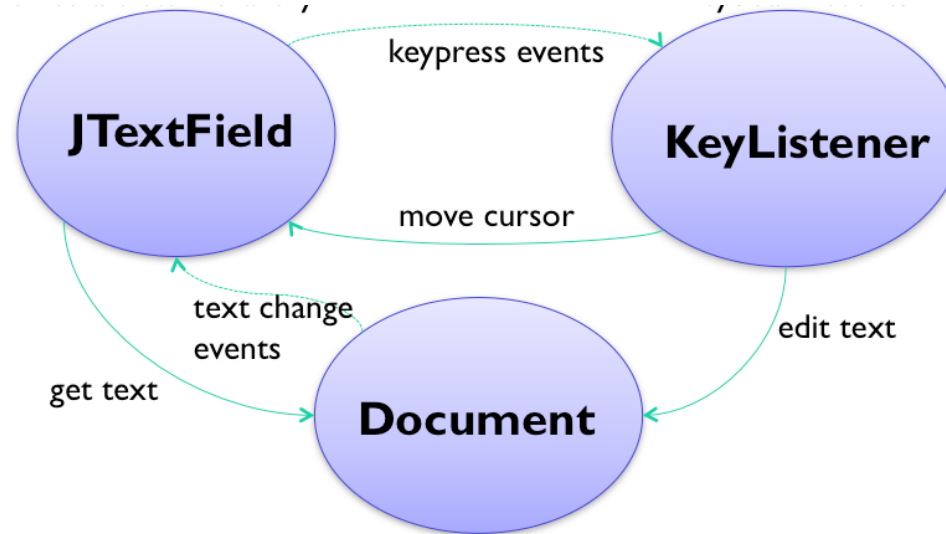 keypress events
JTextField
KeyListener
move cursor
text change
events
edit text
get text
Document